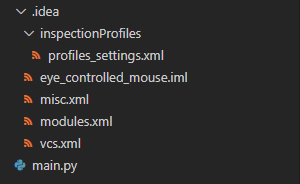 .idea
inspectionProfiles
profiles_settings.xml
eye_controlled_mouse.iml
misc.xml
modules.xml
vcs.xml
main.py